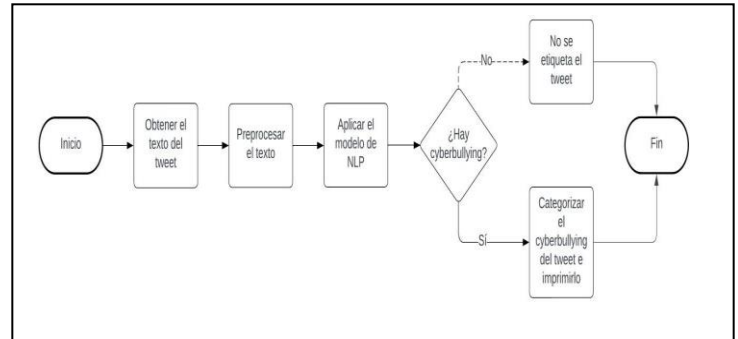 Inicio
Obtener el
texto del
tweet
Preprocesar
el texto
Aplicar el
modelo de
NLP
¿Hay
cyberbullying?
No
No se
etiqueta el
tweet
Sí
Categorizar
el
cyberbullying
del tweet e
imprimirlo
Fin